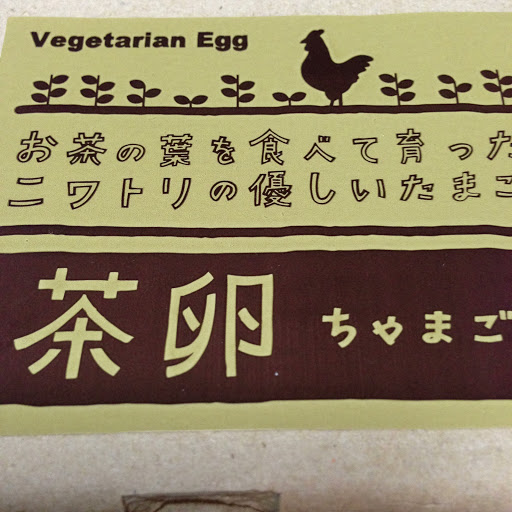 Vegetarian Egg
お茶の葉を食べて育った
ニワトリの優しいたまご
茶卵 ちゃまご